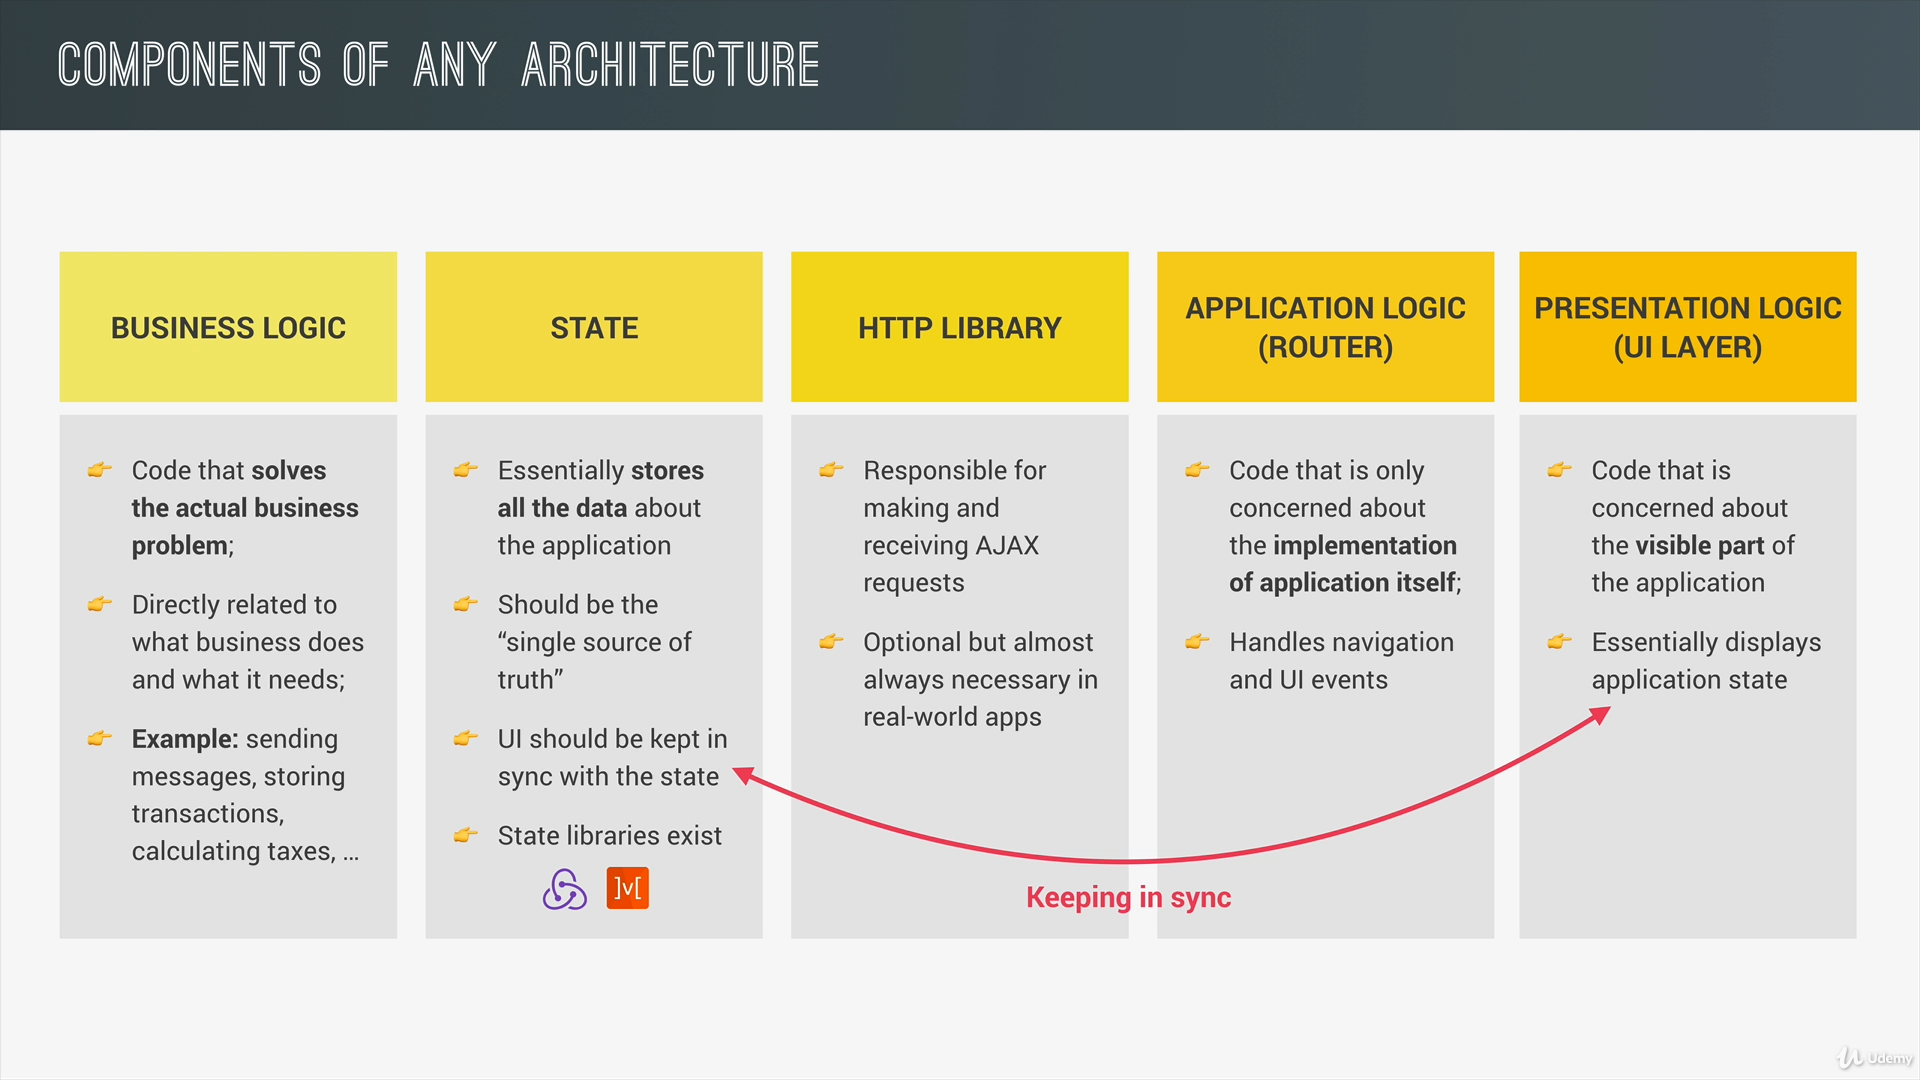 COMPONENTS OF ANY ARCHITECTURE
BUSINESS LOGIC
👉 Code that solves
the actual business
problem;
👉 Directly related to
what business does
and what it needs;
👉 Example: sending
messages, storing
transactions,
calculating taxes, …
STATE
👉 Essentially stores
all the data about
the application
👉 Should be the
“single source of
truth”
👉 UI should be kept in
sync with the state
👉 State libraries exist
]v[
HTTP LIBRARY
👉 Responsible for
making and
receiving AJAX
requests
👉 Optional but almost
always necessary in
real-world apps
APPLICATION LOGIC
(ROUTER)
👉 Code that is only
concerned about
the implementation
of application itself;
👉 Handles navigation
and UI events
PRESENTATION LOGIC
(UI LAYER)
👉 Code that is
concerned about
the visible part of
the application
👉 Essentially displays
application state
Keeping in sync
Udemy